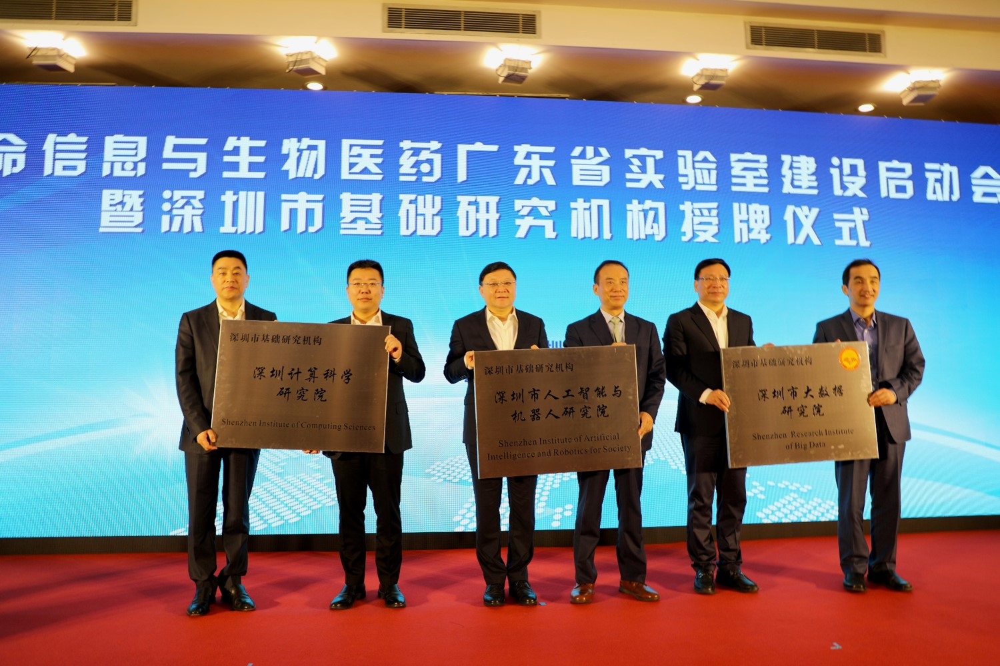 命信息与生物医药广东省实验室建设启动会
暨深圳市基础研究机构授牌仪式
深圳市基础研究机构
深圳计算科学
研究院
Shenzhen Institute of Computing Sciences
深圳市基础研究机构
深圳市人工智能与
机器人研究院
Shenzhen Institute of Artificial
Intelligence and Robotics for Society
深圳市基础研究机构
深圳市大数据
研究院
Shenzhen Research Institute
of Big Data